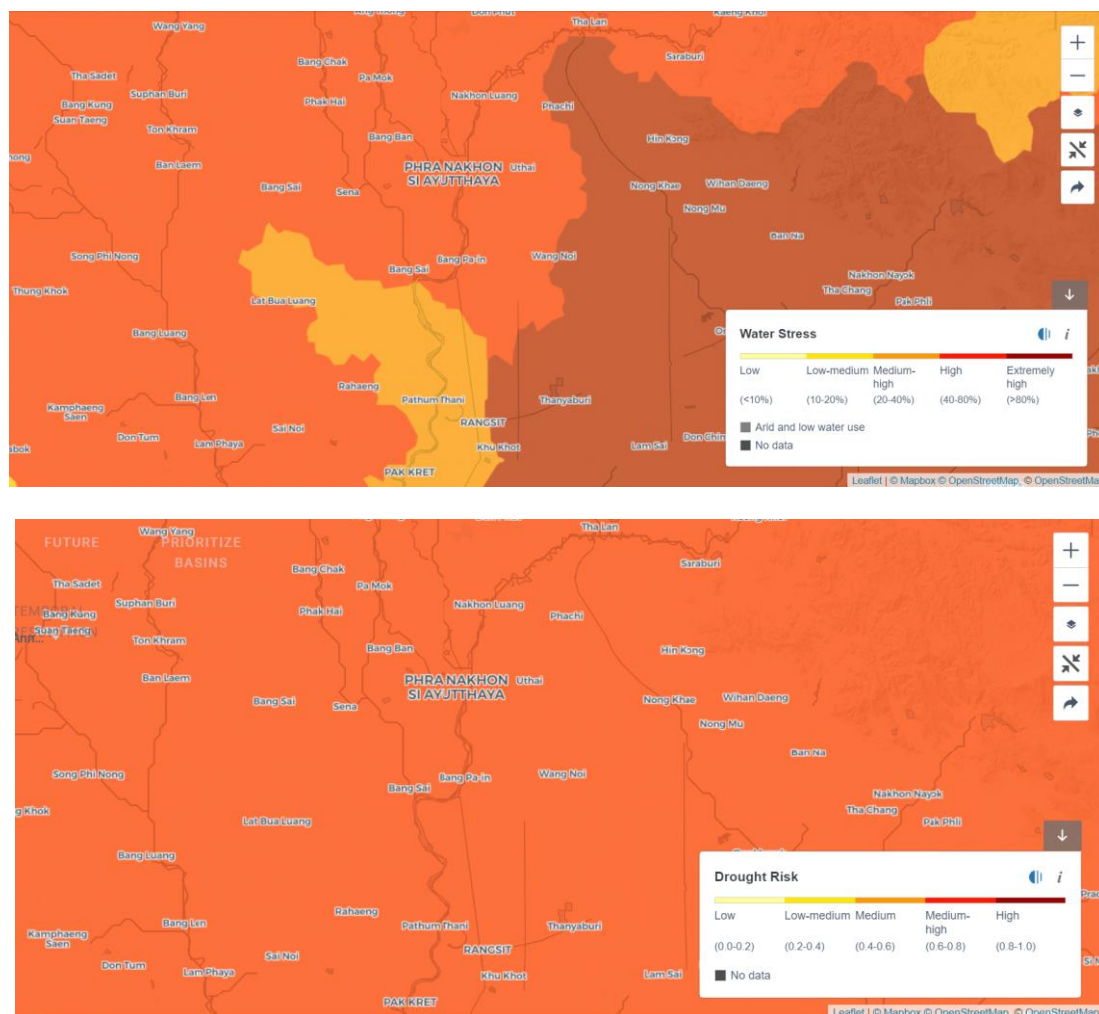 Tha Lan
Wang Yang
Saraburi
Bang Chak
Tha Sadet
Pa Mok
Suphan Buri
Nakhon Luang
Bang Kung
Phak Hai
Phachi
Suan Taeng
Ton Khram
Bang Ban
Hin Kong
Ban Laem
PHRA NAKHON
SI AYUTTHAYA
Uthai
Bang Sai
Sena
Nong Khae
Wihan Daeng
Nong Mu
Ban Na
Song Phi Nong
Bang Pa-in
Wang Noi
Bang Sai
Nakhon Nayok
Thung Khok
Lat Bua Luang
Tha Chang
Pak Phli
Bang Luang
Rahaeng
Kamphaeng
Saen
Bang Len
Pathum Thani
Thanyaburi
Don Tum
Lam Phaya
Sai Noi
RANGSIT
Khu Khot
Lam Sai
PAK KRET
Water Stress
Low
Low-medium
Medium-
high
High
Extremely
high
(<10%)
(10-20%)
(20-40%)
(40-80%)
(>80%)
Arid and low water use
No data
Leaflet | © Mapbox © OpenStreetMap, © OpenStreetMa
FUTURE
PRIORITIZE
BASINS
Wang Yang
Tha Lan
Saraburi
Bang Chak
Tha Sadet
Pa Mok
Suphan Buri
Nakhon Luang
Bang Kung
Phak Hai
Phachi
Suan Taeng
Ton Khram
Bang Ban
Hin Kong
Ban Laem
PHRA NAKHON
SI AYUTTHAYA
Uthai
Bang Sai
Sena
Nong Khae
Wihan Daeng
Nong Mu
Ban Na
Song Phi Nong
Bang Pa-in
Wang Noi
Bang Sai
Nakhon Nayok
g Khok
Lat Bua Luang
Tha Chang
Pak Phli
Bang Luang
Rahaeng
Kamphaeng
Saen
Bang Len
Pathum Thani
Thanyaburi
Don Tum
Lam Phaya
Sai Noi
RANGSIT
Khu Khot
Lam Sai
PAK KRET
Drought Risk
Low
Low-medium
Medium
Medium-
high
High
(0.0-0.2)
(0.2-0.4)
(0.4-0.6)
(0.6-0.8)
(0.8-1.0)
No data
Leaflet | © Mapbox © OpenStreetMap, © OpenStreetMap